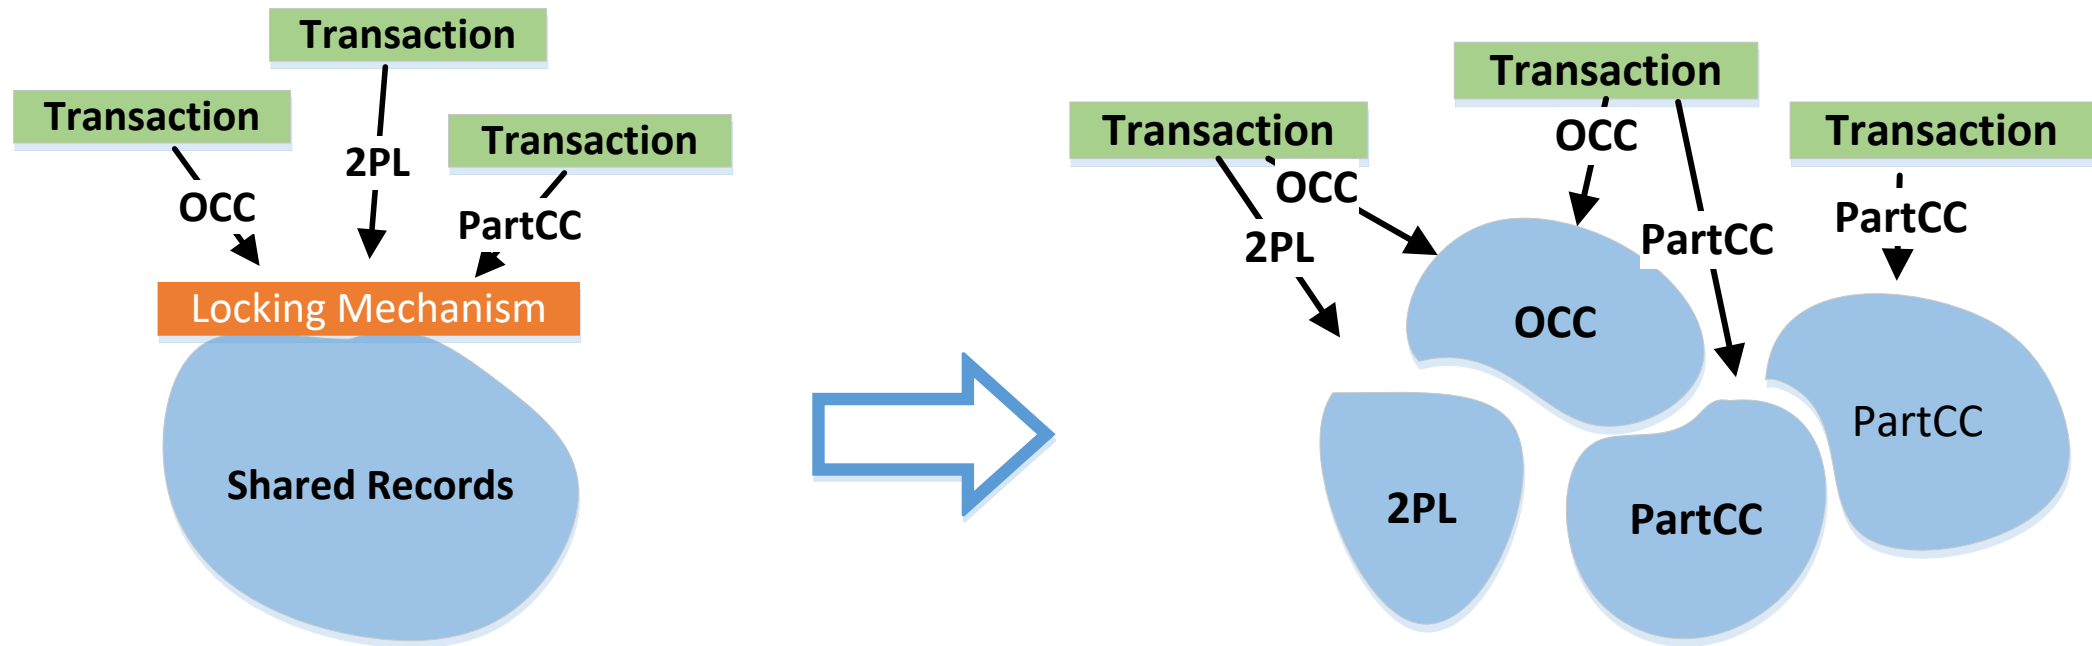 Transaction
Transaction
Transaction
OCC
2PL
PartCC
Locking Mechanism
Shared Records
Transaction
Transaction
Transaction
OCC
2PL
OCC
PartCC
PartCC
OCC
2PL
PartCC
PartCC